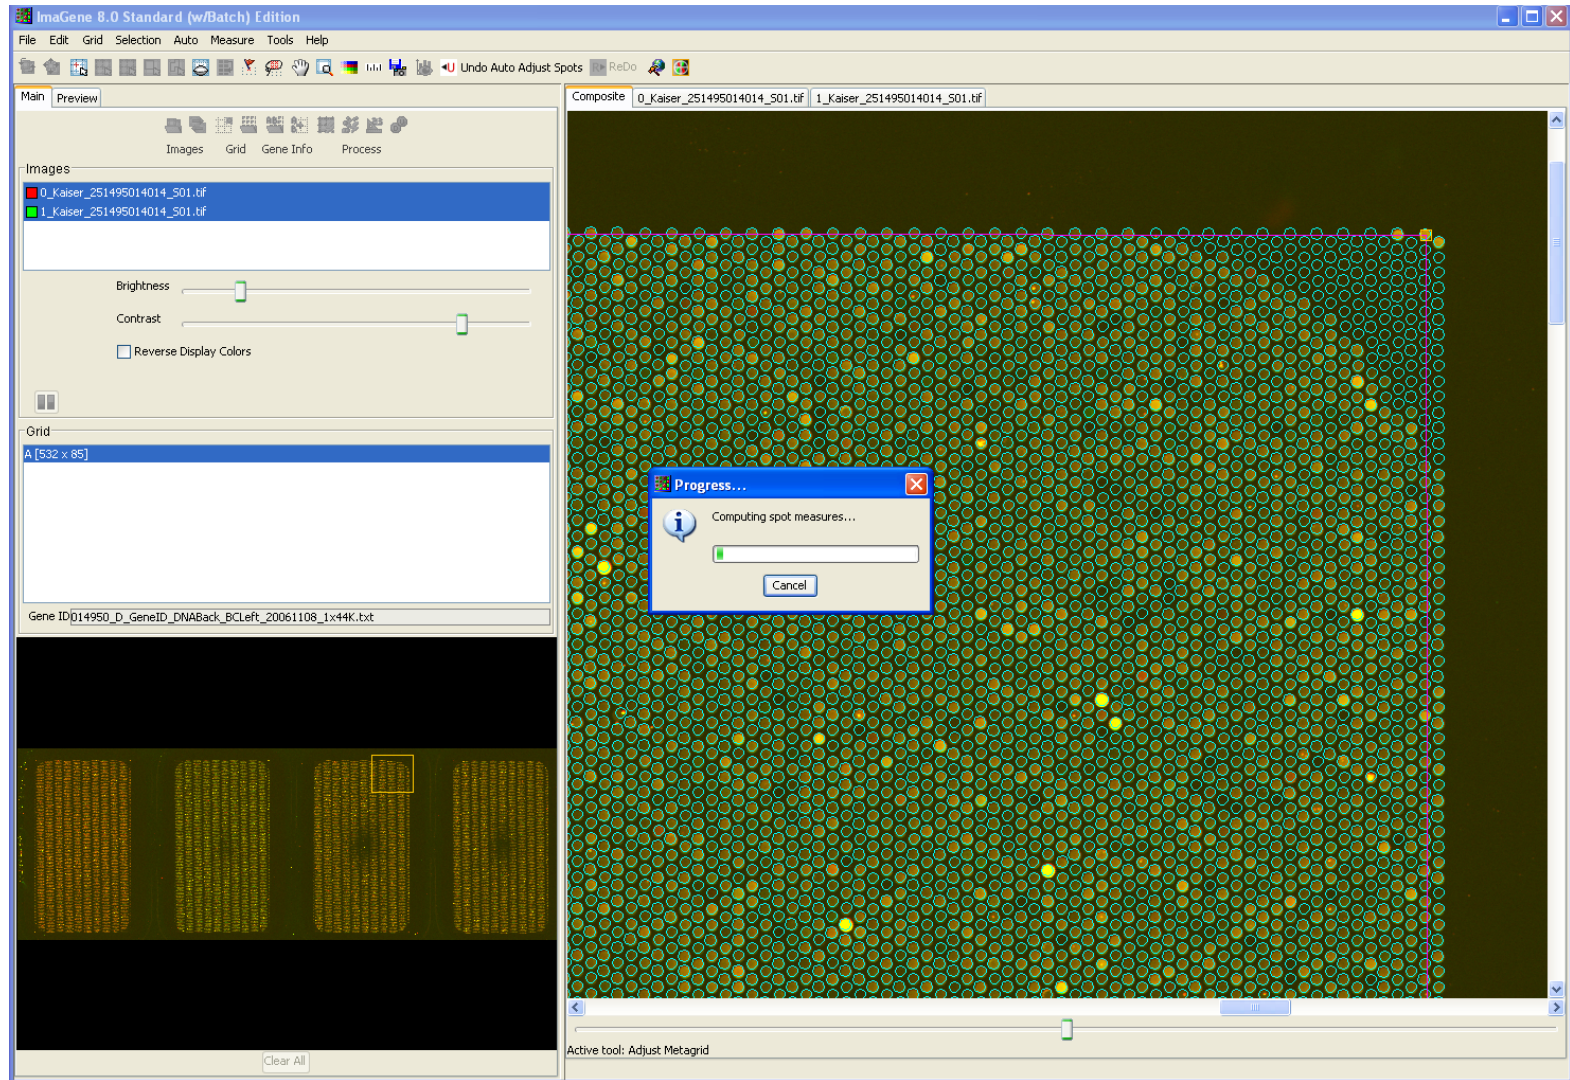 ImaGene 8.0 Standard (w/Batch) Edition
File Edit Grid Selection Auto Measure Tools Help
U Undo Auto Adjust Spots ReDo
Main Preview
Images Grid Gene Info Process
Images
0_Kaiser_251495014014_S01.tif
1_Kaiser_251495014014_S01.tif
Brightness
Contrast
Reverse Display Colors
Grid
A [532 x 85]
Gene ID 014950_D_GeneID_DNABack_BCLeft_20061108_1x44K.txt
Clear All
Composite 0_Kaiser_251495014014_S01.tif 1_Kaiser_251495014014_S01.tif
Progress...
Computing spot measures...
Cancel
Active tool: Adjust Metagrid